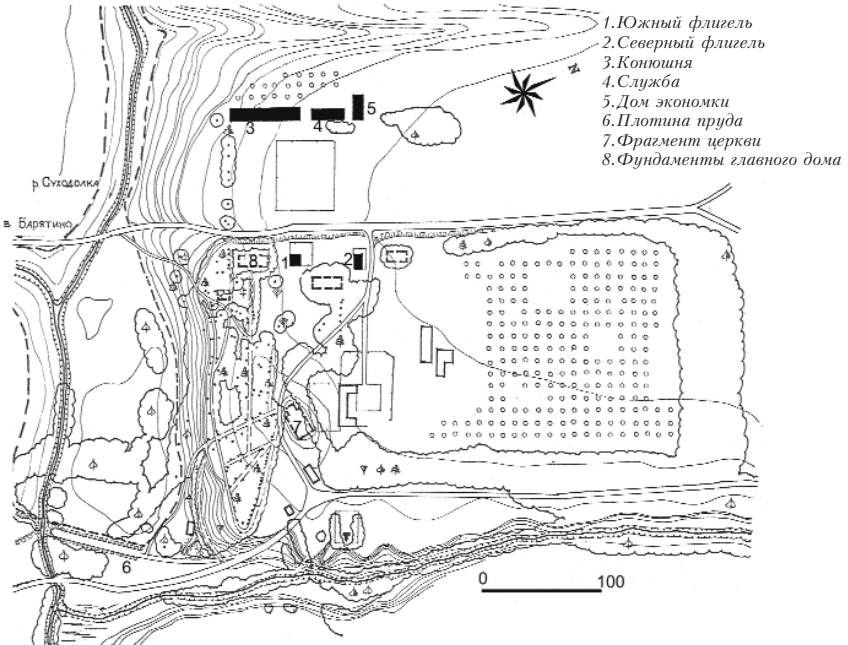 1.Южный флигель
2.Северный флигель
3.Конюшня
4.Служба
5.Дом экономки
6.Плотина пруда
7.Фрагмент церкви
8.Фундаменты главного дома
N
5
3
4
р. Суходолка
в Барятино
8
1
2
7
6
0 100